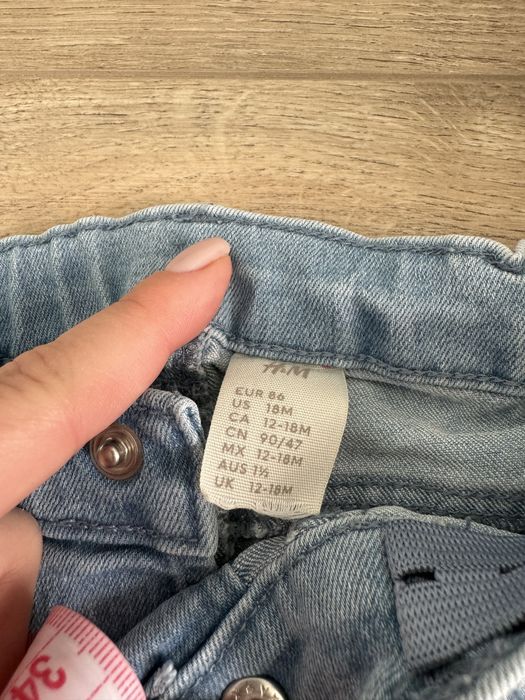 H&M
EUR 86
US 18M
CA 12-18M
CN 90/47
MX 12-18M
AUS 1½
UK 12-18M
34